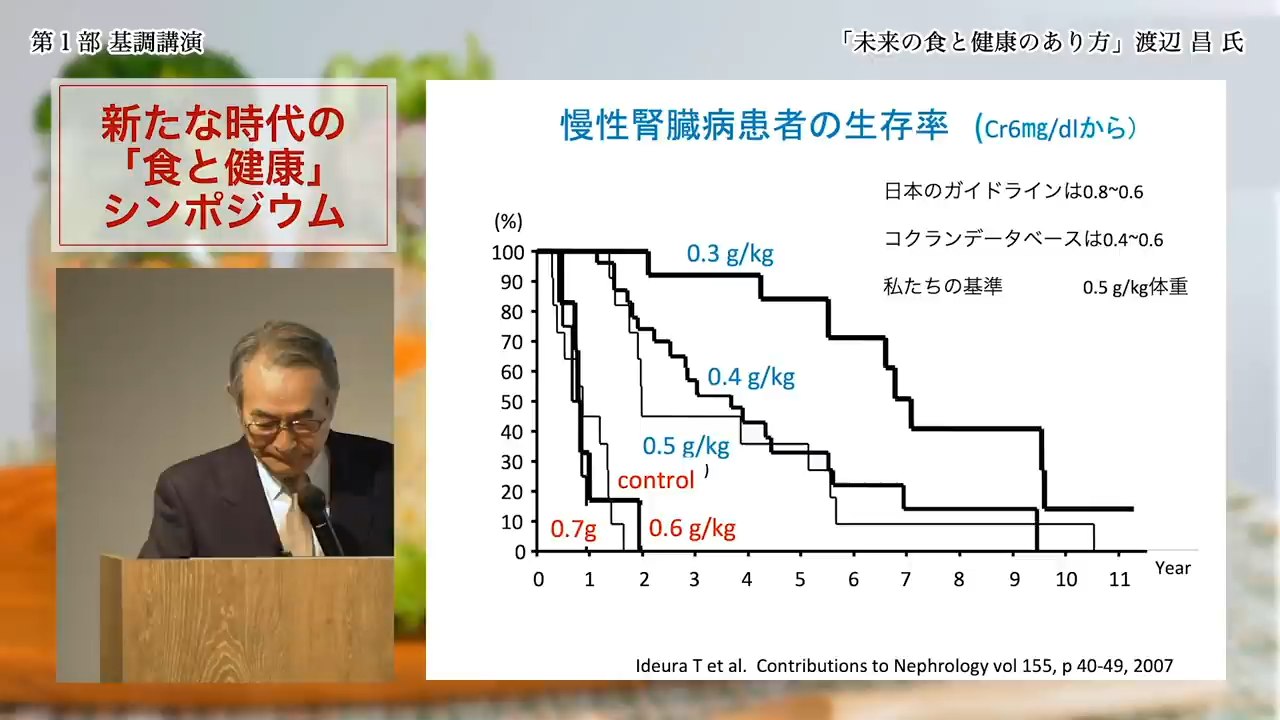 第1部 基調講演
「未来の食と健康のあり方」渡辺 昌 氏
新たな時代の
「食と健康」
シンポジウム
慢性腎臓病患者の生存率 (Cr6㎎/dlから)
日本のガイドラインは0.8~0.6
コクランデータベースは0.4~0.6
私たちの基準 0.5 g/kg体重
(%)
100
90
80
70
60
50
40
30
20
10
0
0.3 g/kg
0.4 g/kg
0.5 g/kg
)
control
0.7g
0.6 g/kg
0 1 2 3 4 5 6 7 8 9 10 11
Year
Ideura T et al. Contributions to Nephrology vol 155, p 40-49, 2007